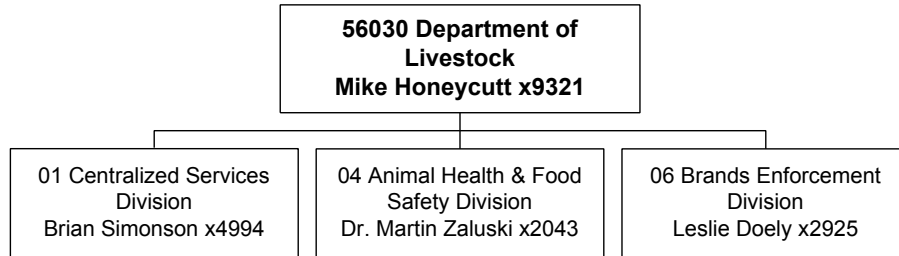 56030 Department of
Livestock
Mike Honeycutt x9321
01 Centralized Services
Division
Brian Simonson x4994
04 Animal Health & Food
Safety Division
Dr. Martin Zaluski x2043
06 Brands Enforcement
Division
Leslie Doely x2925